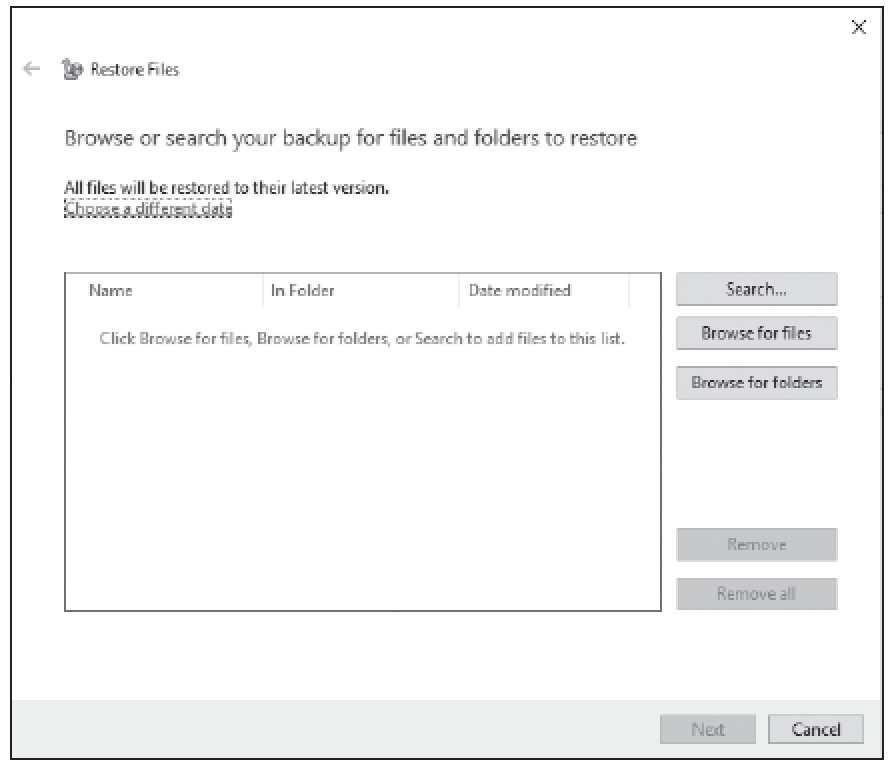 Restore Files
Browse or search your backup for files and folders to restore
All files will be restored to their latest version.
Choose a different date
Name In Folder Date modified
Click Browse for files, Browse for folders, or Search to add files to this list.
Search...
Browse for files
Browse for folders
Remove
Remove all
Next Cancel